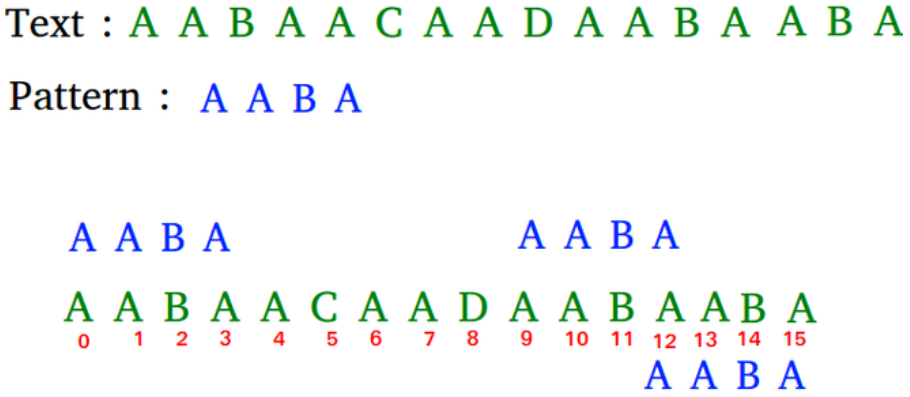 Text : A A B A A C A A D A A B A A B A
Pattern : A A B A
A A B A A A B A
A A B A A C A A D A A B A A B A
0 1 2 3 4 5 6 7 8 9 10 11 12 13 14 15
A A B A